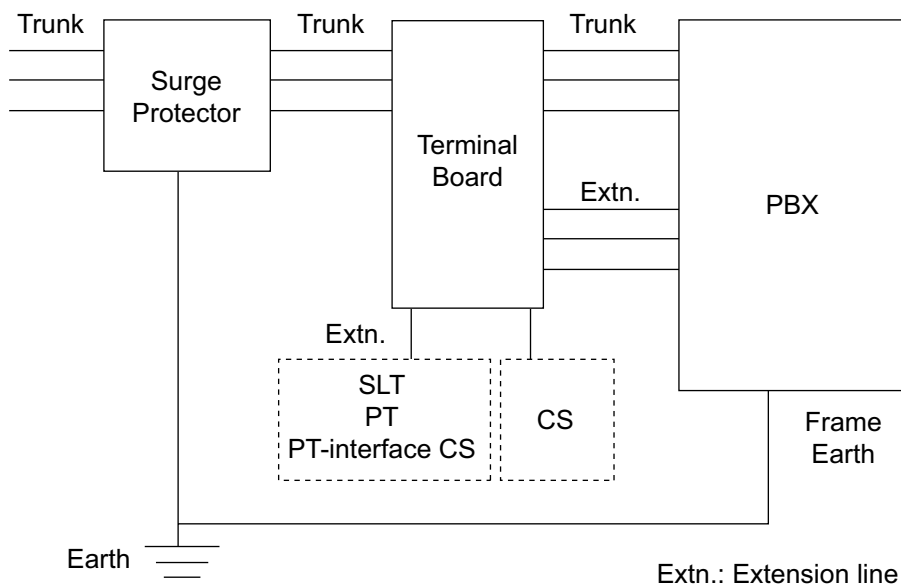 Trunk
Trunk
Trunk
Surge
Protector
Terminal
Board
Extn.
PBX
Extn.
SLT
PT
PT-interface CS
CS
Frame
Earth
Earth
Extn.: Extension line